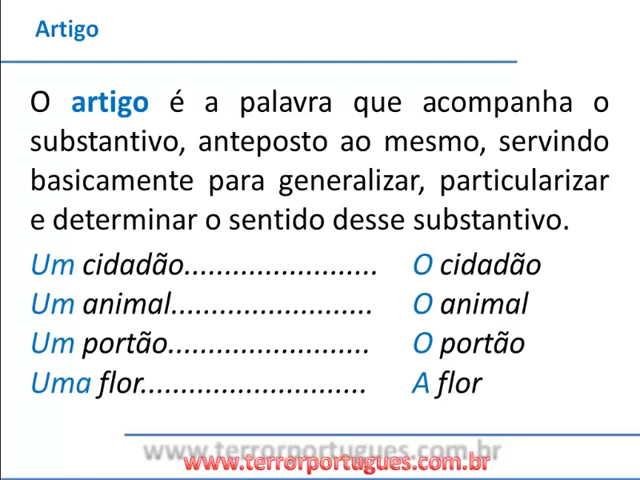 Artigo
O artigo é a palavra que acompanha o
substantivo, anteposto ao mesmo, servindo
basicamente para generalizar, particularizar
e determinar o sentido desse substantivo.
Um cidadão........................ O cidadão
Um animal......................... O animal
Um portão......................... O portão
Uma flor............................ A flor
www.terrorportugues.com.br
www.terrorportugues.com.br